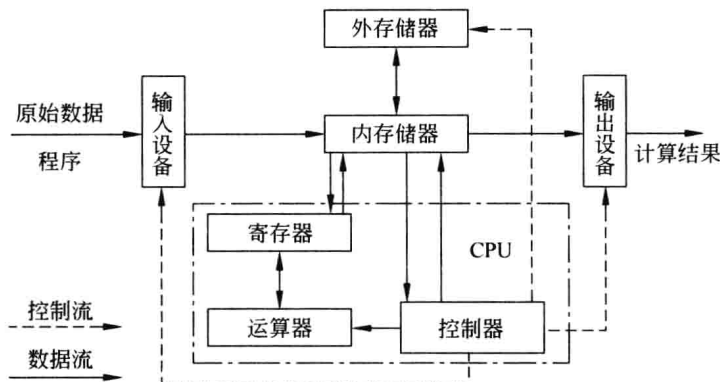 外存储器
原始数据
程序
输入设备
内存储器
输出设备
计算结果
寄存器
CPU
运算器
控制器
控制流
数据流